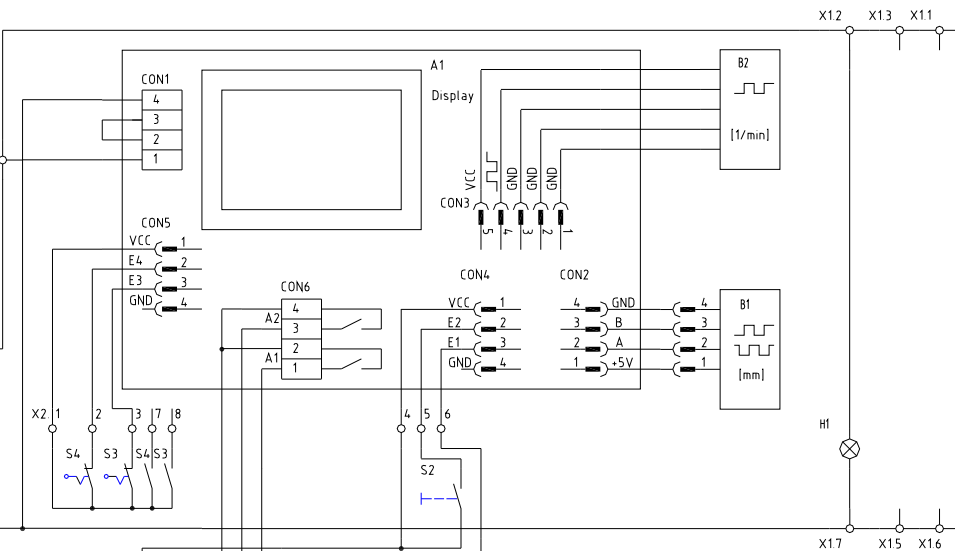 X1.2 X1.3 X1.1
A1
Display
CON1
4
3
2
1
B2
[1/min]
VCC
GND
GND
GND
CON3
5
4
3
2
1
CON5
VCC 1
E4 2
E3 3
GND 4
CON6
A2
4
3
2
A1
1
CON4
VCC 1
E2 2
E1 3
GND 4
CON2
4 GND 4
3 B 3
2 A 2
1 +5V 1
B1
[mm]
X2. 1 2 3 7 8
4 5 6
S4 S3 S4 S3
S2
H1
X1.7 X1.5 X1.6